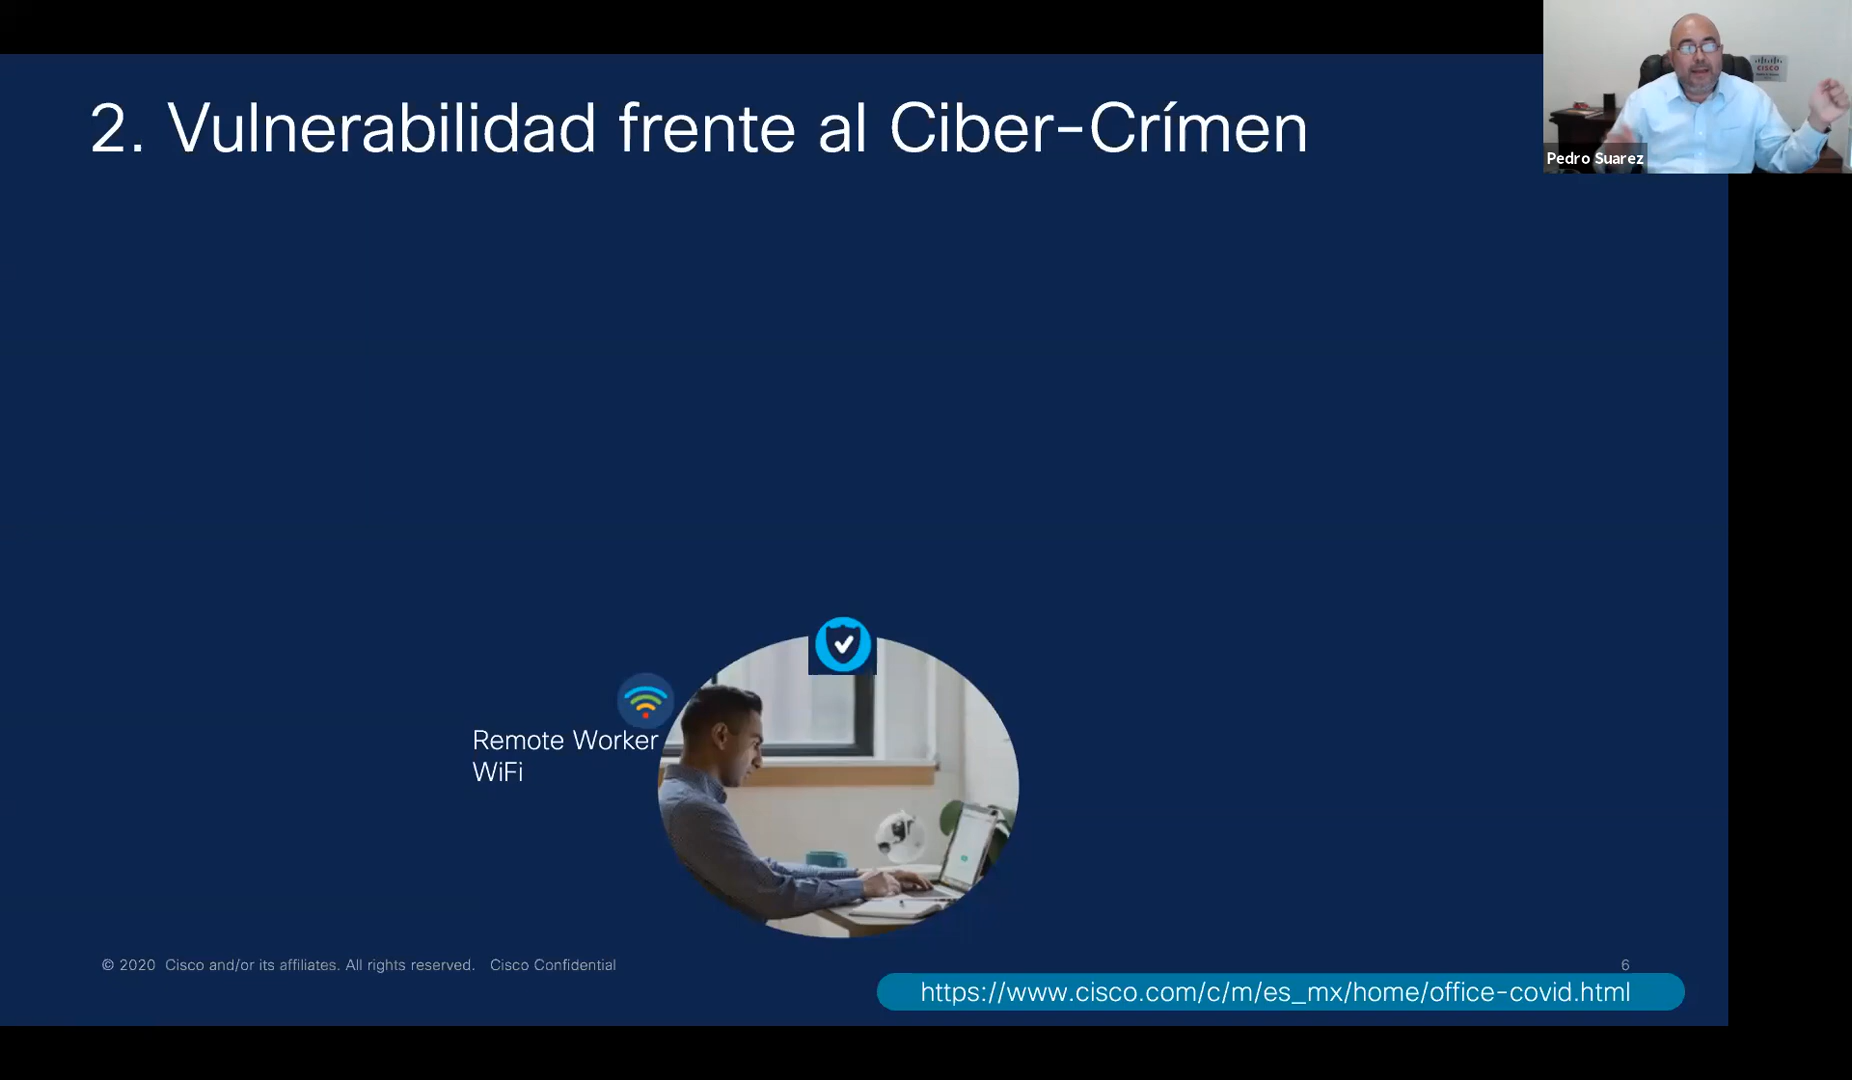 2. Vulnerabilidad frente al Ciber-Crímen
CISCO
Pedro Suarez
Remote Worker
WiFi
© 2020 Cisco and/or its affiliates. All rights reserved. Cisco Confidential
6
https://www.cisco.com/c/m/es_mx/home/office-covid.html